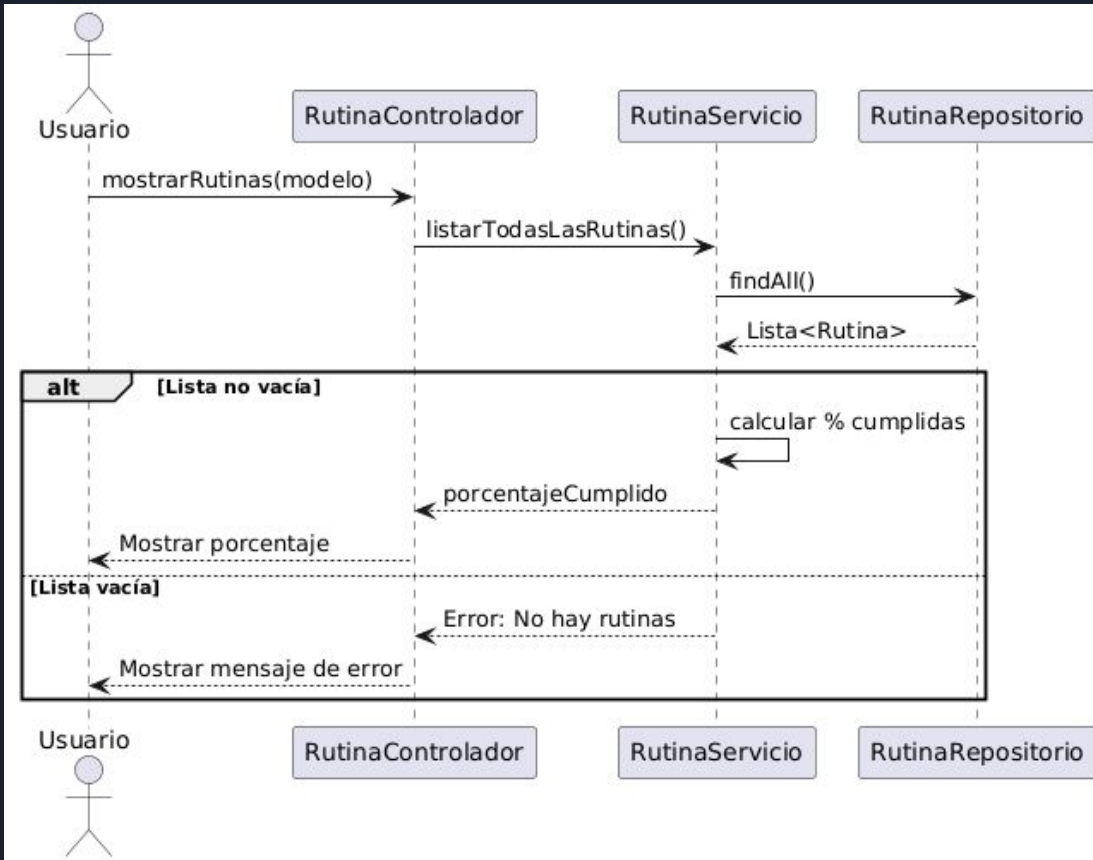 Usuario
RutinaControlador
RutinaServicio
RutinaRepositorio
mostrarRutinas(modelo)
listarTodasLasRutinas()
findAll()
Lista<Rutina>
alt
[Lista no vacía]
calcular % cumplidas
porcentajeCumplido
Mostrar porcentaje
[Lista vacía]
Error: No hay rutinas
Mostrar mensaje de error
Usuario
RutinaControlador
RutinaServicio
RutinaRepositorio